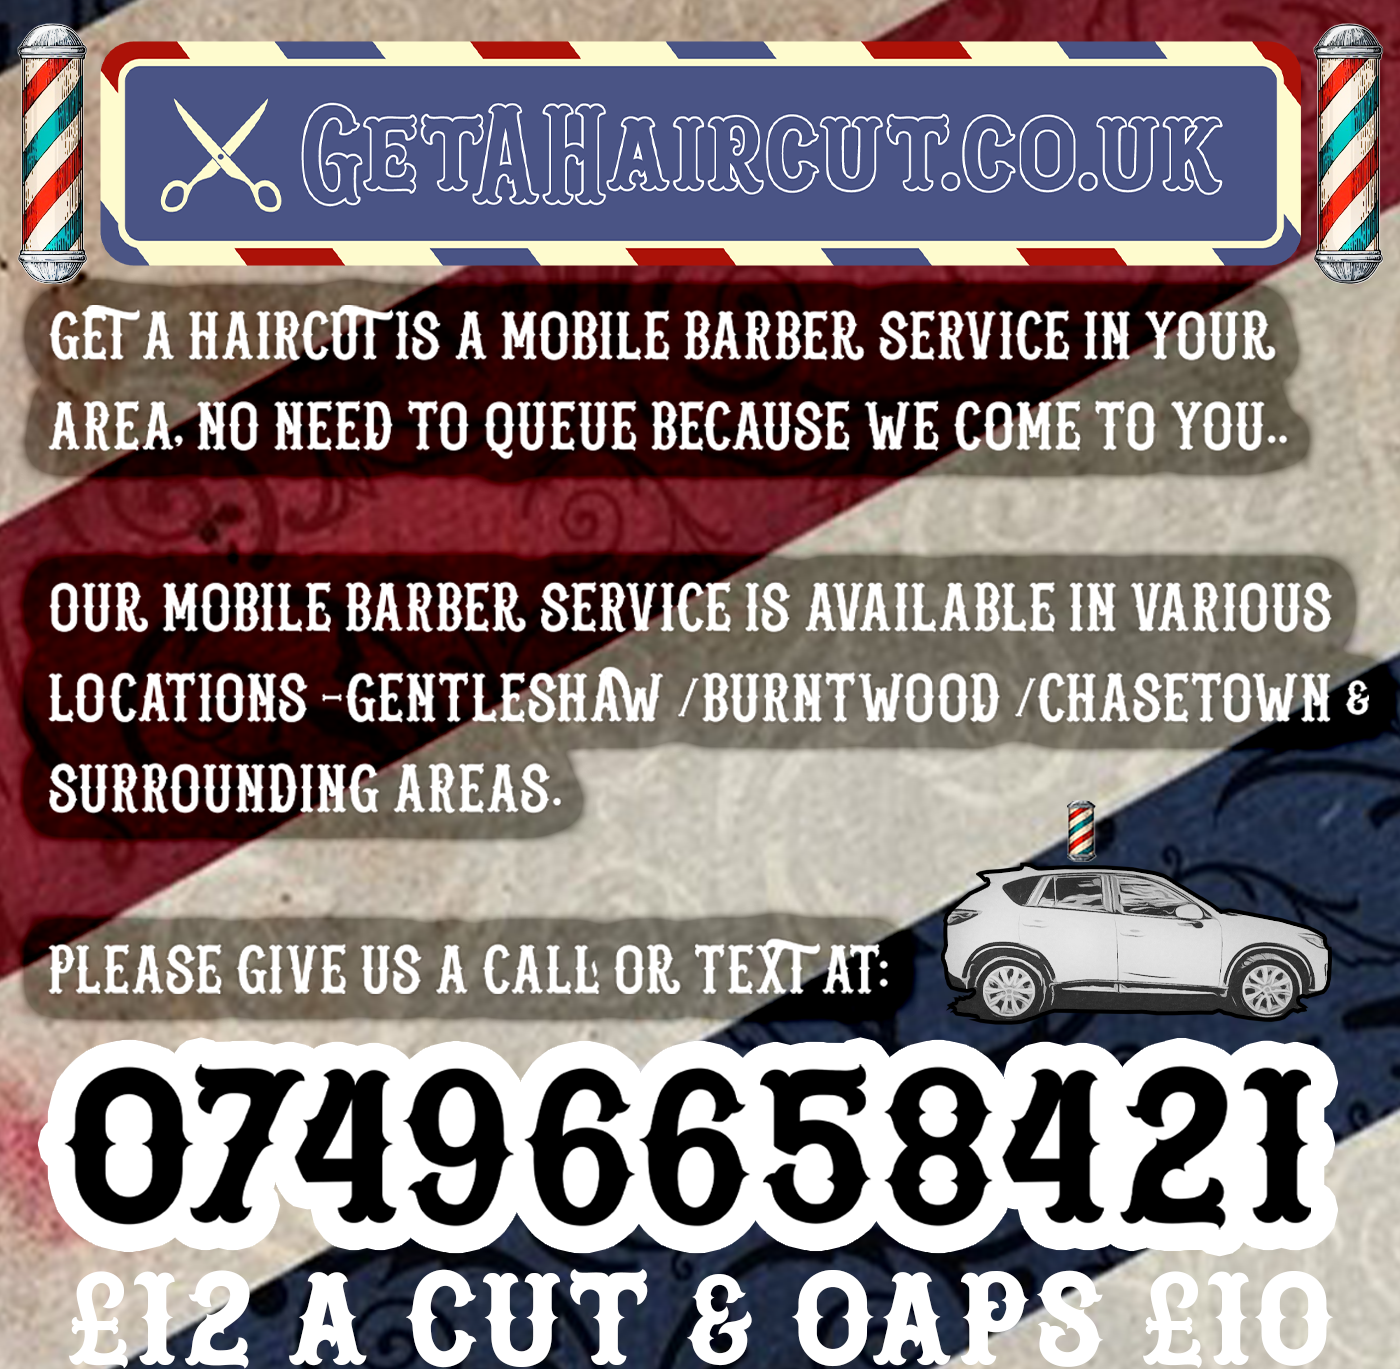 GETAHAIRCUT.CO.UK
GET A HAIRCUT IS A MOBILE BARBER SERVICE IN YOUR
AREA, NO NEED TO QUEUE BECAUSE WE COME TO YOU..
OUR MOBILE BARBER SERVICE IS AVAILABLE IN VARIOUS
LOCATIONS -GENTLESHAW /BURNTWOOD /CHASETOWN &
SURROUNDING AREAS.
PLEASE GIVE US A CALL OR TEXT AT:
07496658421
£12 A CUT & OAPS £10